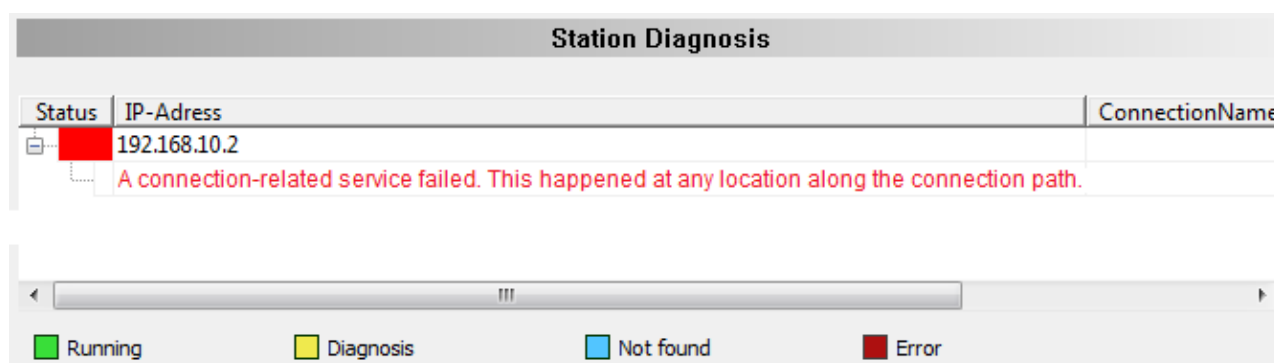 Station Diagnosis
Status IP-Adress ConnectionName
192.168.10.2
A connection-related service failed. This happened at any location along the connection path.
Running Diagnosis Not found Error